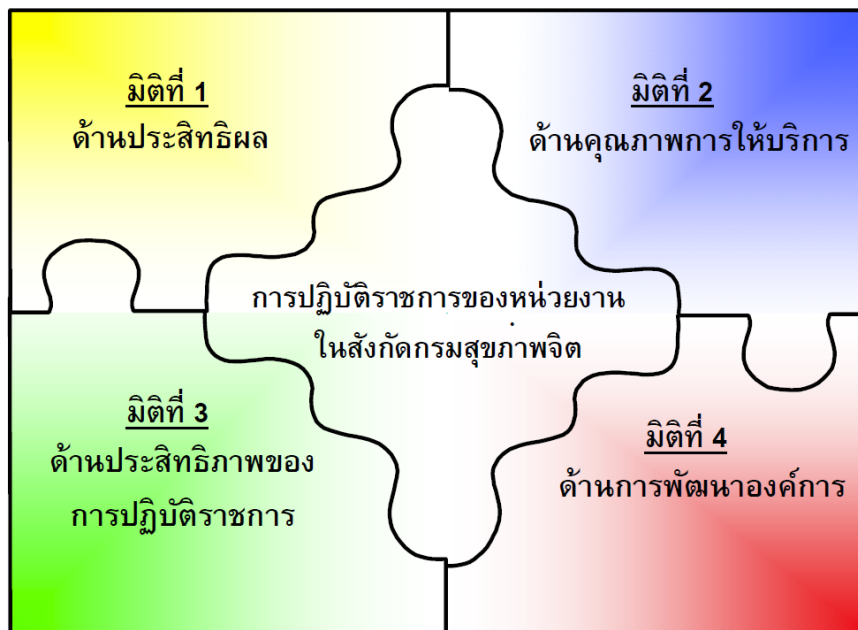 มิติที่ 1
ด้านประสิทธิผล
มิติที่ 2
ด้านคุณภาพการให้บริการ
การปฏิบัติราชการของหน่วยงาน
ในสังกัดกรมสุขภาพจิต
มิติที่ 3
ด้านประสิทธิภาพของ
การปฏิบัติราชการ
มิติที่ 4
ด้านการพัฒนาองค์การ